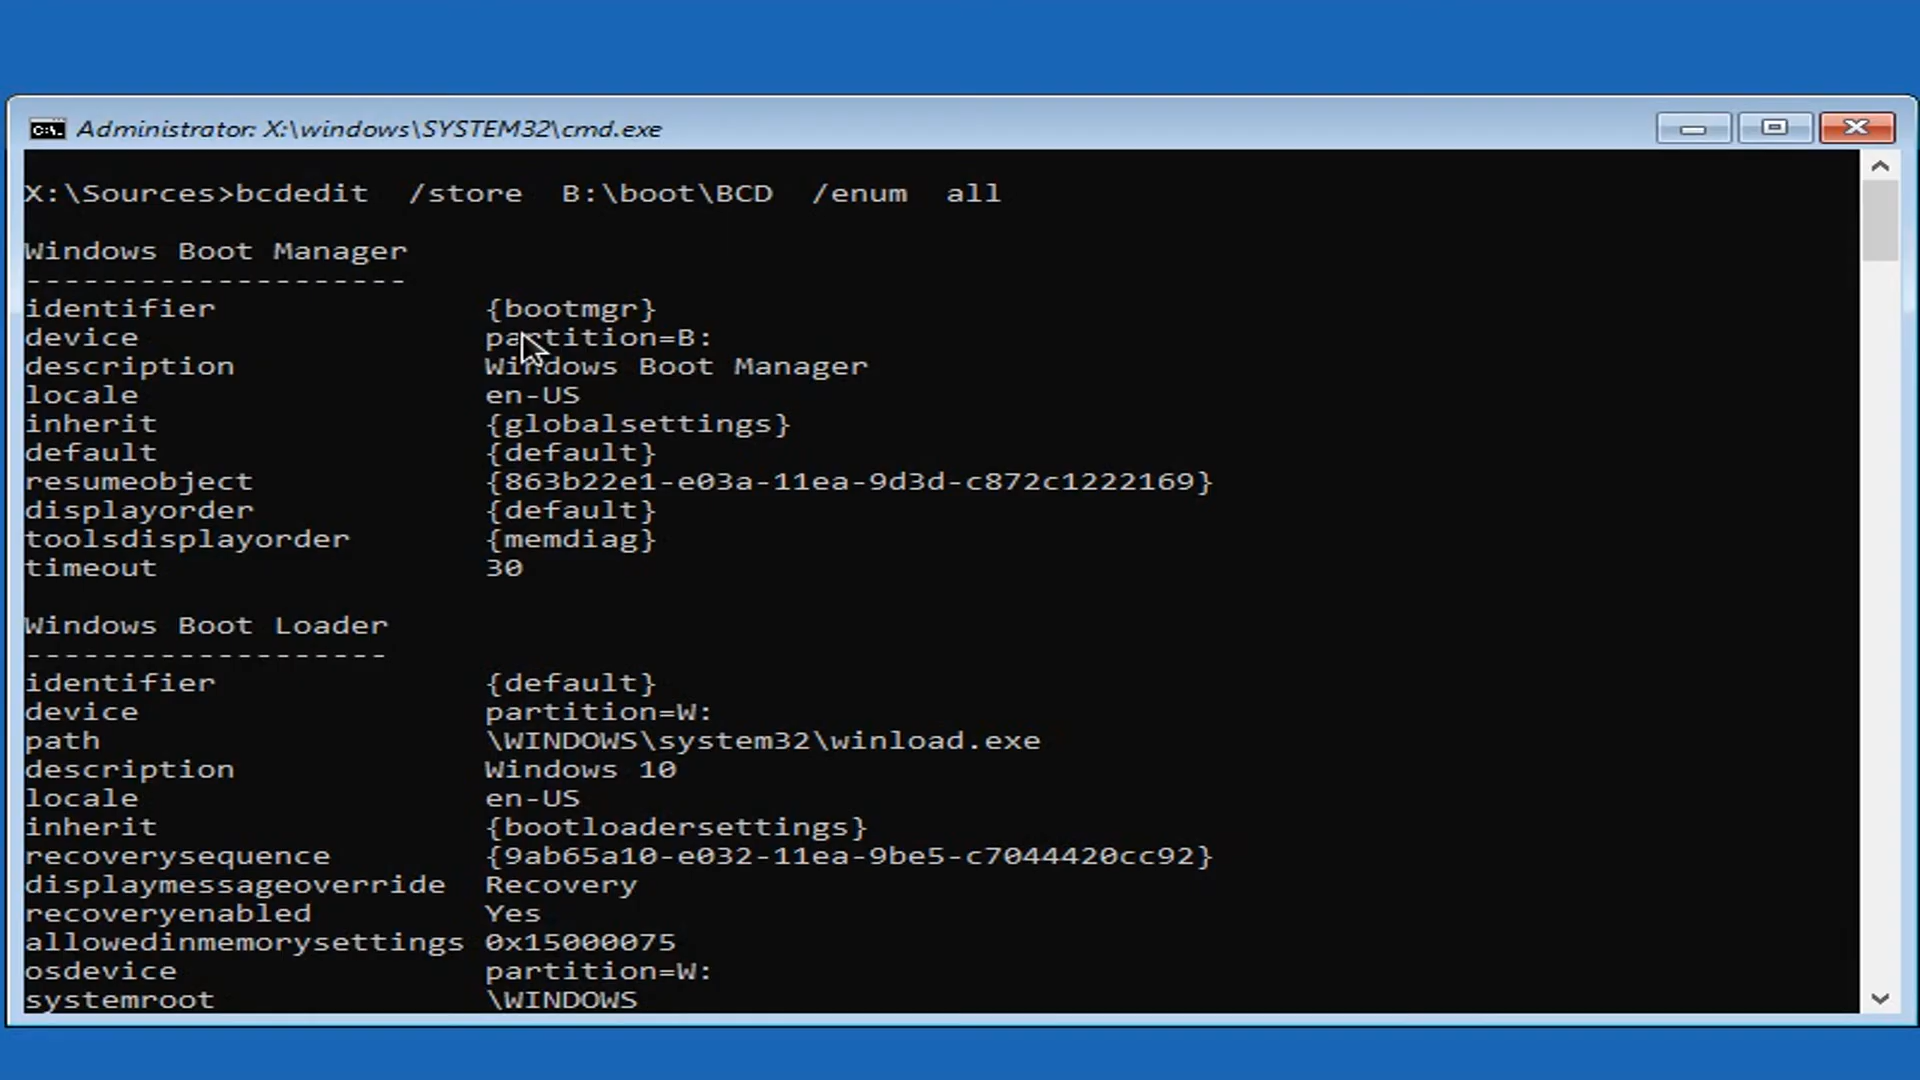 Administrator: X:\windows\SYSTEM32\cmd.exe
X:\Sources>bcdedit  /store  B:\boot\BCD  /enum  all
Windows Boot Manager
--------------------
identifier              {bootmgr}
device                  partition=B:
description             Windows Boot Manager
locale                  en-US
inherit                 {globalsettings}
default                 {default}
resumeobject            {863b22e1-e03a-11ea-9d3d-c872c1222169}
displayorder            {default}
toolsdisplayorder       {memdiag}
timeout                 30
Windows Boot Loader
-------------------
identifier              {default}
device                  partition=W:
path                    \WINDOWS\system32\winload.exe
description             Windows 10
locale                  en-US
inherit                 {bootloadersettings}
recoverysequence        {9ab65a10-e032-11ea-9be5-c7044420cc92}
displaymessageoverride  Recovery
recoveryenabled         Yes
allowedinmemorysettings 0x15000075
osdevice                partition=W:
systemroot              \WINDOWS